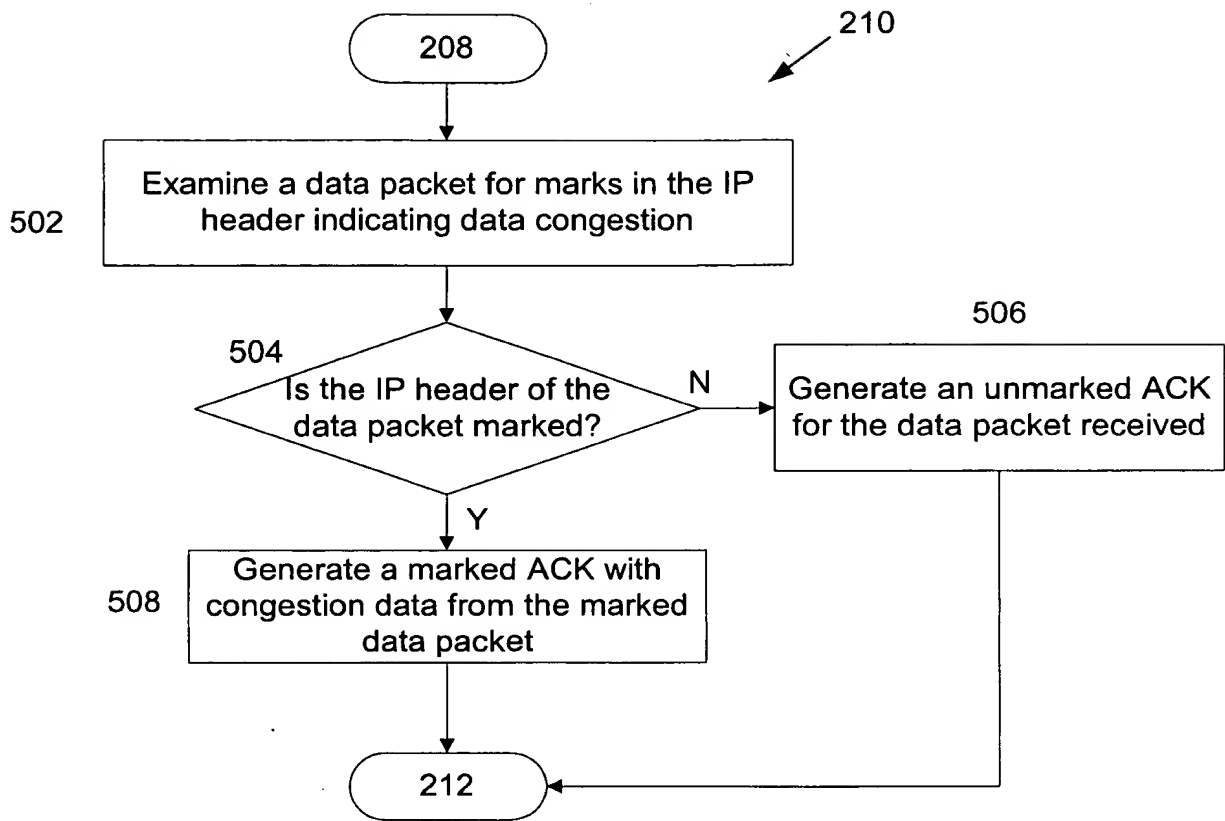 208
210
502
Examine a data packet for marks in the IP
header indicating data congestion
504
Is the IP header of the
data packet marked?
N
506
Generate an unmarked ACK
for the data packet received
Y
508
Generate a marked ACK with
congestion data from the marked
data packet
212